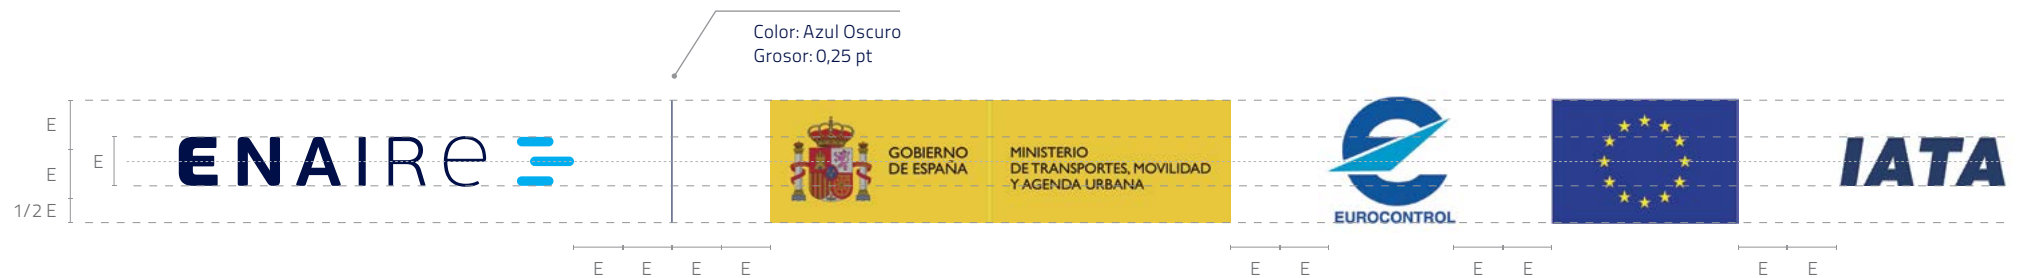 Color: Azul Oscuro
Grosor: 0,25 pt
E
E
1/2 E
E
ENAIRe
GOBIERNO
DE ESPAÑA
MINISTERIO
DE TRANSPORTES, MOVILIDAD
Y AGENDA URBANA
EUROCONTROL
IATA
E E E E
E E
E E
E E